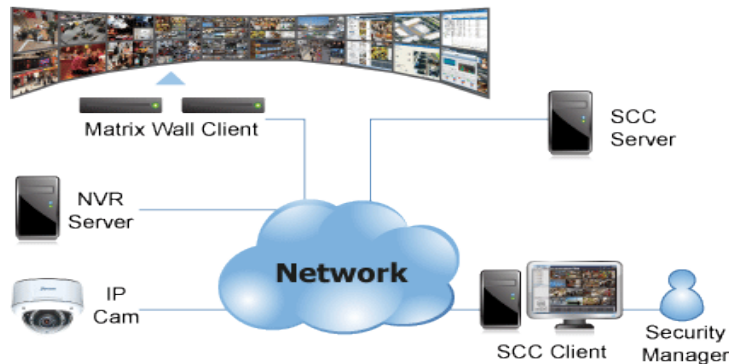 Matrix Wall Client
SCC
Server
NVR
Server
Network
IP
Cam
SCC Client
Security
Manager